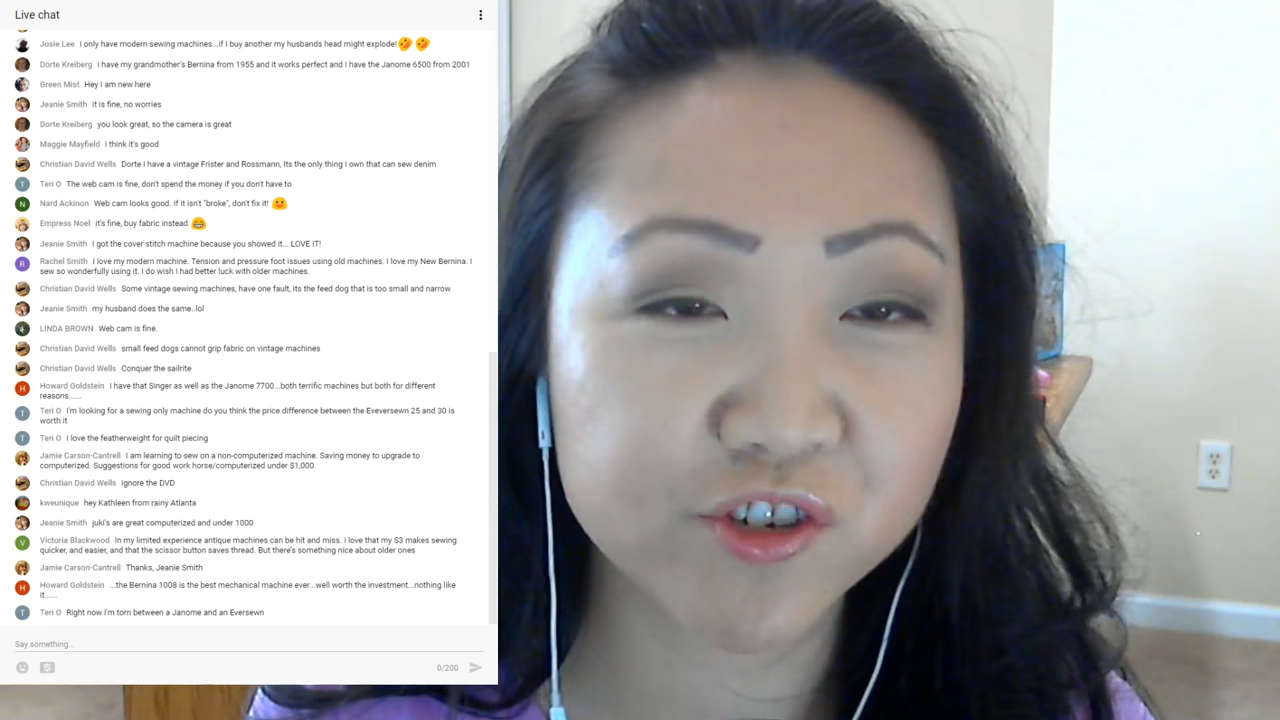 Live chat
Josie Lee I only have modern sewing machines...if I buy another my husbands head might explode!
Dorte Kreiberg I have my grandmother's Bernina from 1955 and it works perfect and I have the Janome 6500 from 2001
Green Mist Hey I am new here
Jeanie Smith it is fine, no worries
Dorte Kreiberg you look great, so the camera is great
Maggie Mayfield i think it's good
Christian David Wells Dorte I have a vintage Frister and Rossmann, Its the only thing I own that can sew denim
T Teri O The web cam is fine, don't spend the money if you don't have to
N Nard Ackinon Web cam looks good. if it isn't "broke", don't fix it!
Empress Noel it's fine, buy fabric instead
Jeanie Smith I got the cover stitch machine because you showed it... LOVE IT!
R Rachel Smith I love my modern machine. Tension and pressure foot issues using old machines. I love my New Bernina. I
sew so wonderfully using it. I do wish I had better luck with older machines.
Christian David Wells Some vintage sewing machines, have one fault, its the feed dog that is too small and narrow
Jeanie Smith my husband does the same..lol
LINDA BROWN Web cam is fine.
Christian David Wells small feed dogs cannot grip fabric on vintage machines
Christian David Wells Conquer the sailrite
H Howard Goldstein I have that Singer as well as the Janome 7700...both terrific machines but both for different
reasons......
T Teri O I'm looking for a sewing only machine do you think the price difference between the Eveversewn 25 and 30 is
worth it
T Teri O I love the featherweight for quilt piecing
Jamie Carson-Cantrell I am learning to sew on a non-computerized machine. Saving money to upgrade to
computerized. Suggestions for good work horse/computerized under $1,000
Christian David Wells ignore the DVD
kweunique hey Kathleen from rainy Atlanta
Jeanie Smith juki's are great computerized and under 1000
V Victoria Blackwood In my limited experience antique machines can be hit and miss. I love that my S3 makes sewing
quicker, and easier, and that the scissor button saves thread. But there's something nice about older ones
Jamie Carson-Cantrell Thanks, Jeanie Smith
H Howard Goldstein ...the Bernina 1008 is the best mechanical machine ever...well worth the investment...nothing like
it......
T Teri O Right now I'm torn between a Janome and an Eversewn
Say something...
0/200